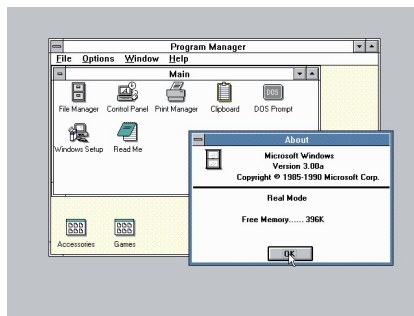 Program Manager
File Options Window Help
Main
File Manager Control Panel Print Manager Clipboard DOS Prompt
DOS
Windows Setup Read Me
About
Microsoft Windows
Version 3.00a
Copyright © 1985-1990 Microsoft Corp.
Real Mode
Free Memory...... 396K
OK
Accessories Games